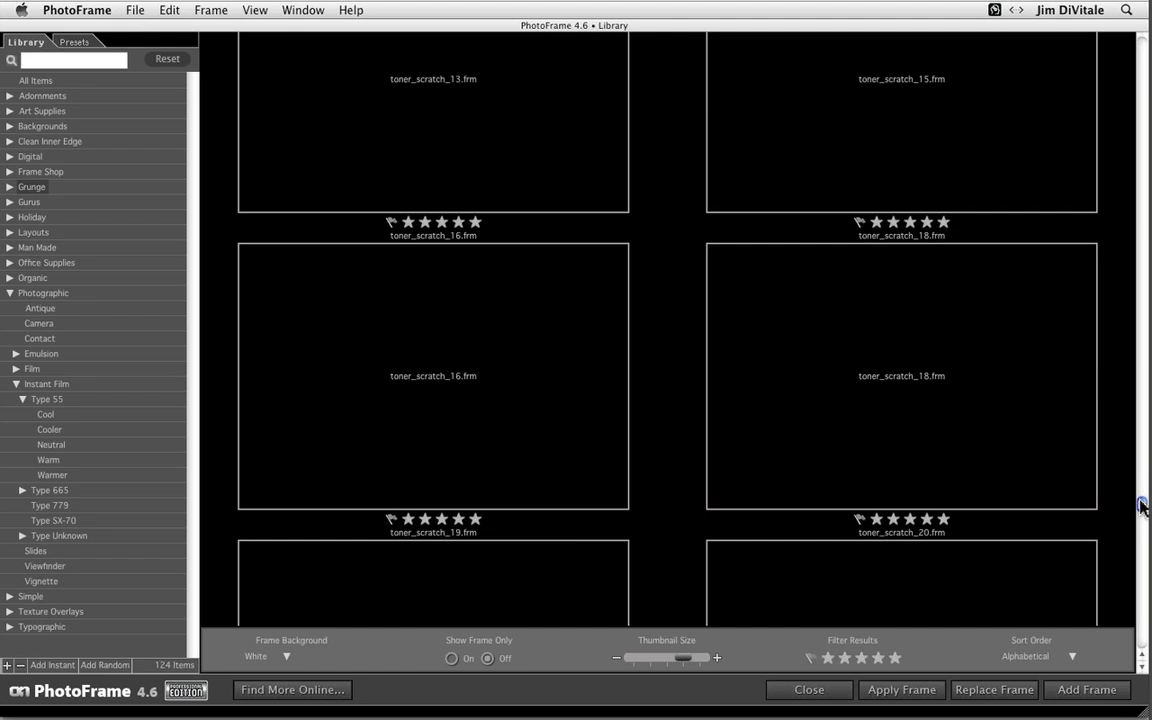 PhotoFrame File Edit Frame View Window Help Jim DiVitale
PhotoFrame 4.6 • Library
Library Presets
Reset
All Items
Adornments
Art Supplies
Backgrounds
Clean Inner Edge
Digital
Frame Shop
Grunge
Gurus
Holiday
Layouts
Man Made
Office Supplies
Organic
Photographic
Antique
Camera
Contact
Emulsion
Film
Instant Film
Type 55
Cool
Cooler
Neutral
Warm
Warmer
Type 665
Type 779
Type SX-70
Type Unknown
Slides
Viewfinder
Vignette
Simple
Texture Overlays
Typographic
Add Instant Add Random 124 Items
toner_scratch_13.frm toner_scratch_15.frm
toner_scratch_16.frm toner_scratch_18.frm
toner_scratch_16.frm toner_scratch_18.frm
toner_scratch_19.frm toner_scratch_20.frm
Frame Background Show Frame Only Thumbnail Size Filter Results Sort Order
White On Off Alphabetical
on PhotoFrame 4.6 PROFESSIONAL EDITION Find More Online... Close Apply Frame Replace Frame Add Frame